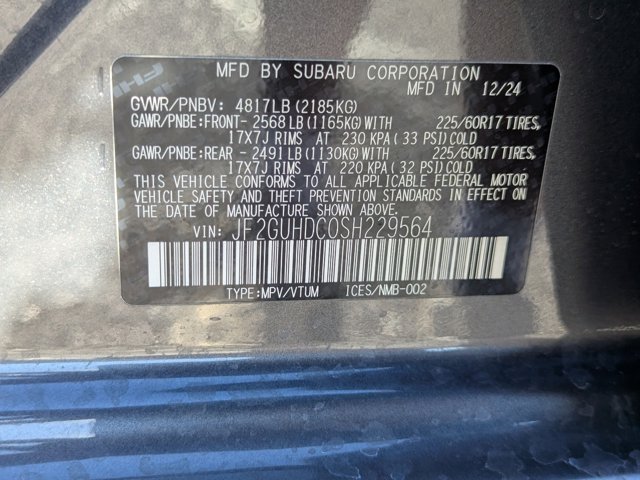 MFD BY SUBARU CORPORATION
MFD IN 12/24
GVWR/PNBV: 4817LB (2185KG)
GAWR/PNBE:FRONT- 2568 LB (1165KG) WITH 225/60R17 TIRES,
17X7J RIMS AT 230 KPA ( 33 PSI) COLD
GAWR/PNBE:REAR - 2491 LB (1130KG) WITH 225/60R17 TIRES,
17X7J RIMS AT 220 KPA ( 32 PSI) COLD
THIS VEHICLE CONFORMS TO ALL APPLICABLE FEDERAL MOTOR
VEHICLE SAFETY AND THEFT PREVENTION STANDARDS IN EFFECT ON
THE DATE OF MANUFACTURE SHOWN ABOVE.
VIN: JF2GUHDC0SH229564
TYPE:MPV/VTUM ICES/NMB-002